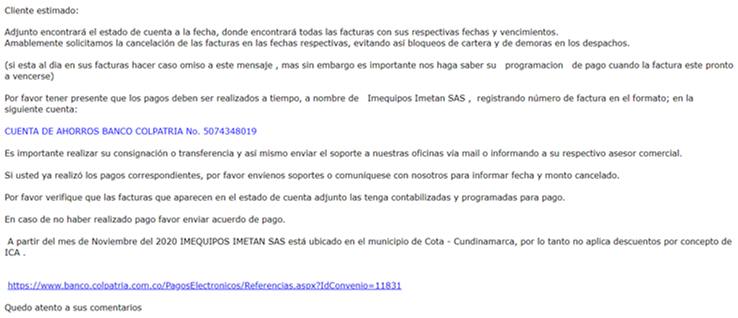 Cliente estimado:
Adjunto encontrará el estado de cuenta a la fecha, donde encontrará todas las facturas con sus respectivas fechas y vencimientos.
Amablemente solicitamos la cancelación de las facturas en las fechas respectivas, evitando así bloqueos de cartera y de demoras en los despachos.
(si esta al dia en sus facturas hacer caso omiso a este mensaje , mas sin embargo es importante nos haga saber su programacion de pago cuando la factura este pronto
a vencerse)
Por favor tener presente que los pagos deben ser realizados a tiempo, a nombre de Imequipos Imetan SAS , registrando número de factura en el formato; en la
siguiente cuenta:
CUENTA DE AHORROS BANCO COLPATRIA No. 5074348019
Es importante realizar su consignación o transferencia y así mismo enviar el soporte a nuestras oficinas vía mail o informando a su respectivo asesor comercial.
Si usted ya realizó los pagos correspondientes, por favor envíenos soportes o comuníquese con nosotros para informar fecha y monto cancelado.
Por favor verifique que las facturas que aparecen en el estado de cuenta adjunto las tenga contabilizadas y programadas para pago.
En caso de no haber realizado pago favor enviar acuerdo de pago.
A partir del mes de Noviembre del 2020 IMEQUIPOS IMETAN SAS está ubicado en el municipio de Cota - Cundinamarca, por lo tanto no aplica descuentos por concepto de
ICA .
https://www.banco.colpatria.com.co/PagosElectronicos/Referencias.aspx?IdConvenio=11831
Quedo atento a sus comentarios